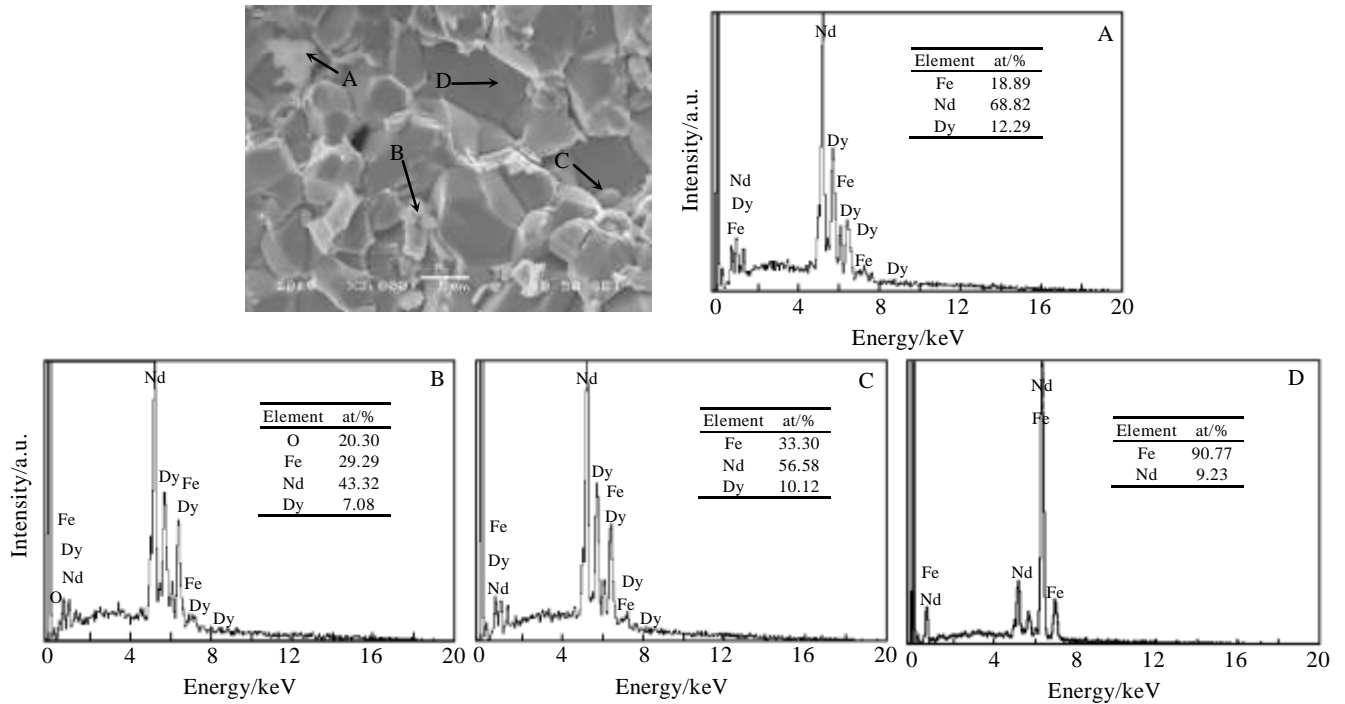 A
D
B
C
A
Nd
Element at/%
Fe 18.89
Nd 68.82
Dy 12.29
Dy
Nd
Fe
Dy
Dy
Fe
Dy
Fe
Dy
Intensity/a.u.
0 4 8 12 16 20
Energy/keV
B
Nd
Element at/%
O 20.30
Fe 29.29
Nd 43.32
Dy 7.08
Dy Fe
Dy
Fe
Dy
Nd
Fe
O
Dy
Dy
Intensity/a.u.
0 4 8 12 16 20
Energy/keV
C
Nd
Element at/%
Fe 33.30
Nd 56.58
Dy 10.12
Dy
Fe
Fe
Dy
Dy
Nd
Dy
Fe
Dy
0 4 8 12 16 20
Energy/keV
D
Nd
Fe
Element at/%
Fe 90.77
Nd 9.23
Fe
Nd
Nd
Fe
0 4 8 12 16 20
Energy/keV